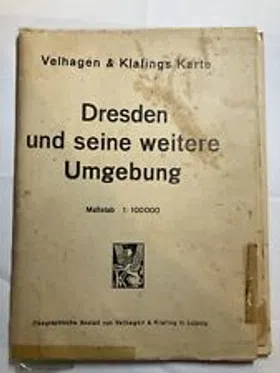 Velhagen & Klasings Karte
Dresden
und seine weitere
Umgebung
Maßstab 1:100000
Geographische Anstalt von Velhagen & Klasing in Leipzig